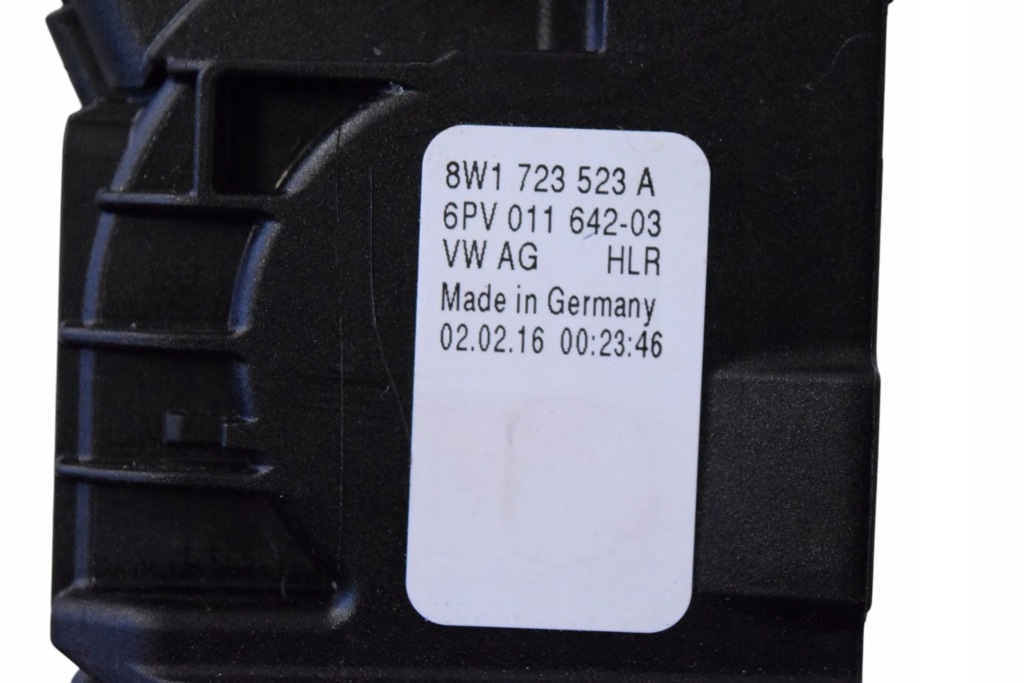 8W1 723 523 A
6PV 011 642-03
VW AG HLR
Made in Germany
02.02.16 00:23:46